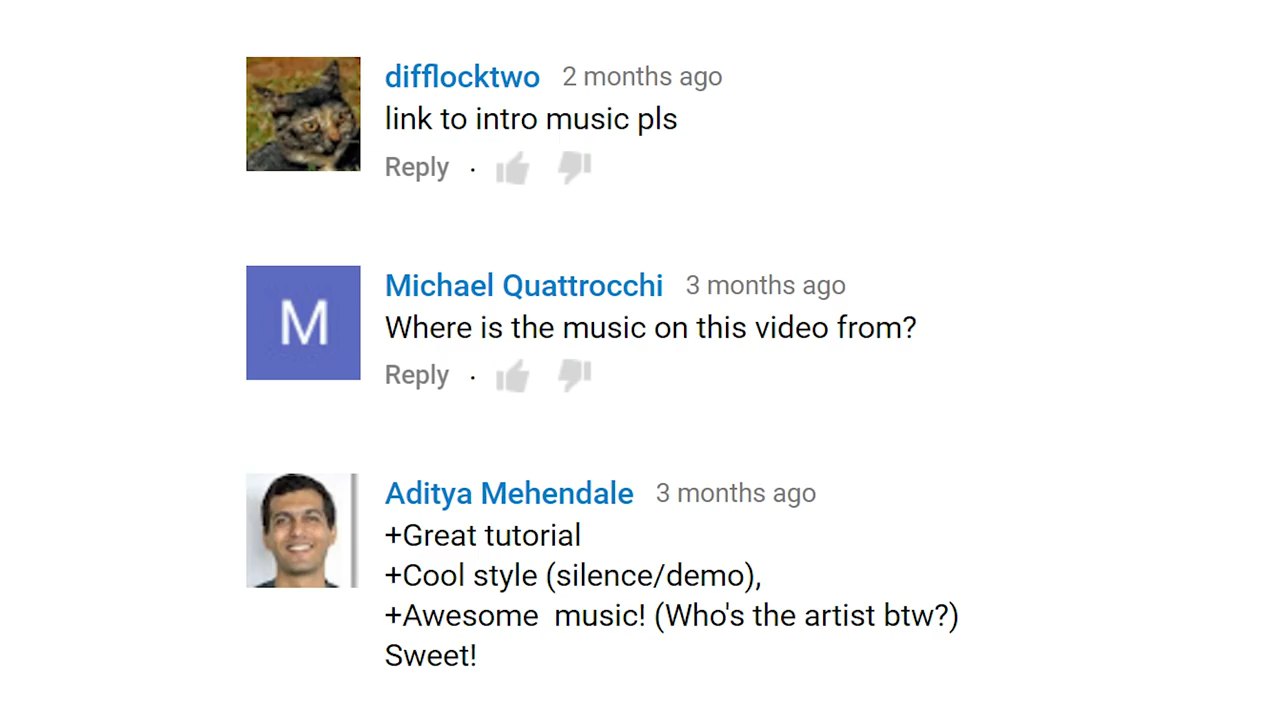 difflocktwo 2 months ago
link to intro music pls
Reply ·
M
Michael Quattrocchi 3 months ago
Where is the music on this video from?
Reply ·
Aditya Mehendale 3 months ago
+Great tutorial
+Cool style (silence/demo),
+Awesome  music! (Who's the artist btw?)
Sweet!